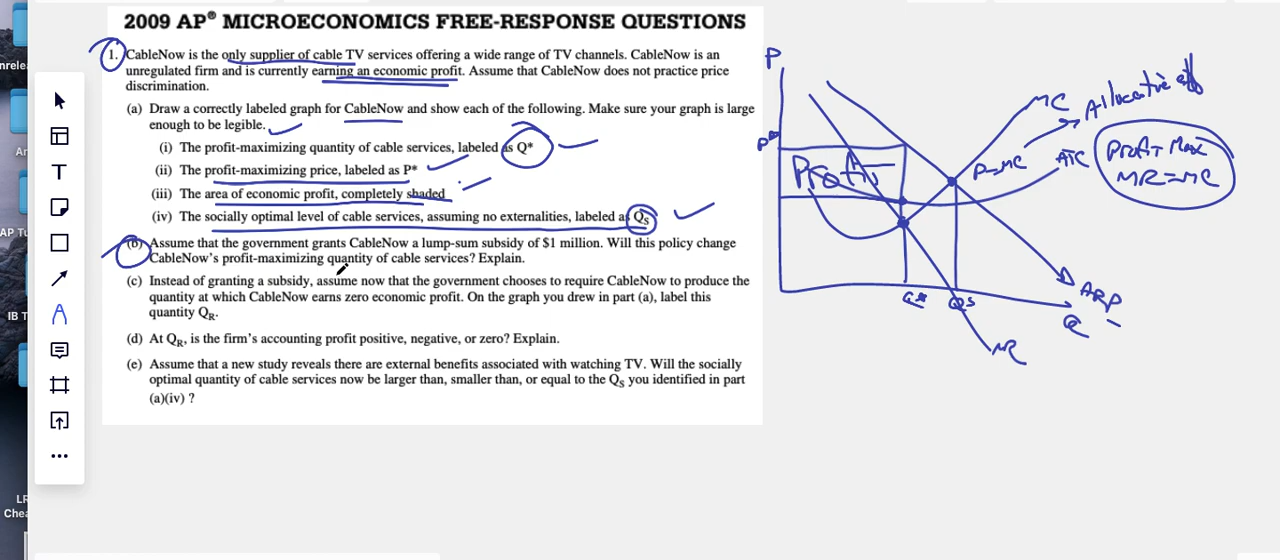 2009 AP® MICROECONOMICS FREE-RESPONSE QUESTIONS
1. CableNow is the only supplier of cable TV services offering a wide range of TV channels. CableNow is an
unregulated firm and is currently earning an economic profit. Assume that CableNow does not practice price
discrimination.
(a) Draw a correctly labeled graph for CableNow and show each of the following. Make sure your graph is large
enough to be legible.
(i) The profit-maximizing quantity of cable services, labeled as Q*
(ii) The profit-maximizing price, labeled as P*
(iii) The area of economic profit, completely shaded
(iv) The socially optimal level of cable services, assuming no externalities, labeled as Qs
(b) Assume that the government grants CableNow a lump-sum subsidy of $1 million. Will this policy change
CableNow's profit-maximizing quantity of cable services? Explain.
(c) Instead of granting a subsidy, assume now that the government chooses to require CableNow to produce the
quantity at which CableNow earns zero economic profit. On the graph you drew in part (a), label this
quantity QR.
(d) At QR, is the firm's accounting profit positive, negative, or zero? Explain.
(e) Assume that a new study reveals there are external benefits associated with watching TV. Will the socially
optimal quantity of cable services now be larger than, smaller than, or equal to the Qs you identified in part
(a)(iv) ?
P
MC
Allocative eff
P*
Profit
P=MC
ATC
Profit Max
MR=MC
Q*
Qs
ARP
Q
MR
nrele
AP Tu
IB T
LR
Chea
T